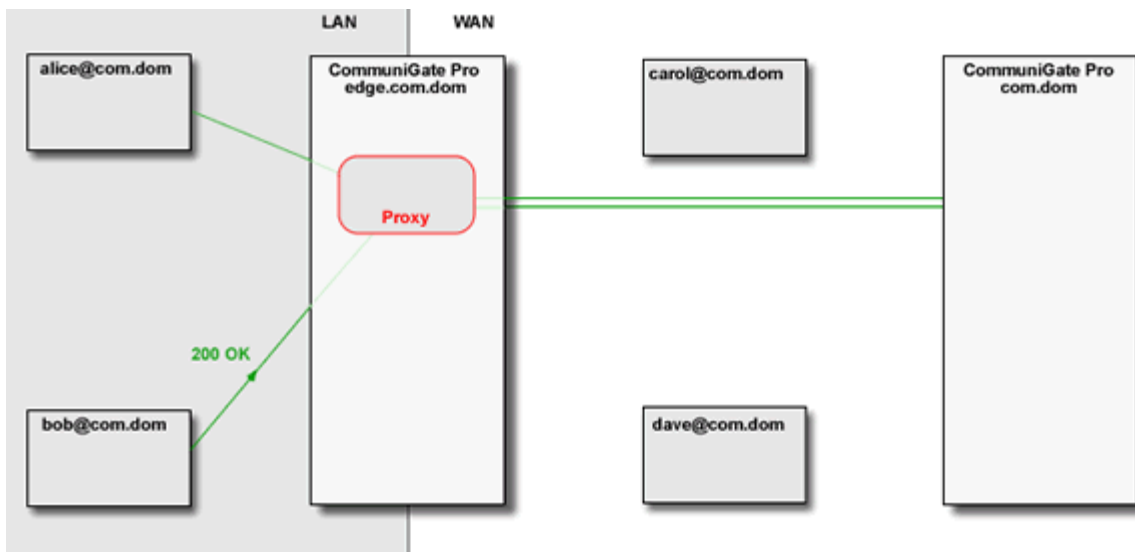 LAN
WAN
alice@com.dom
CommuniGate Pro
edge.com.dom
carol@com.dom
CommuniGate Pro
com.dom
Proxy
200 OK
bob@com.dom
dave@com.dom